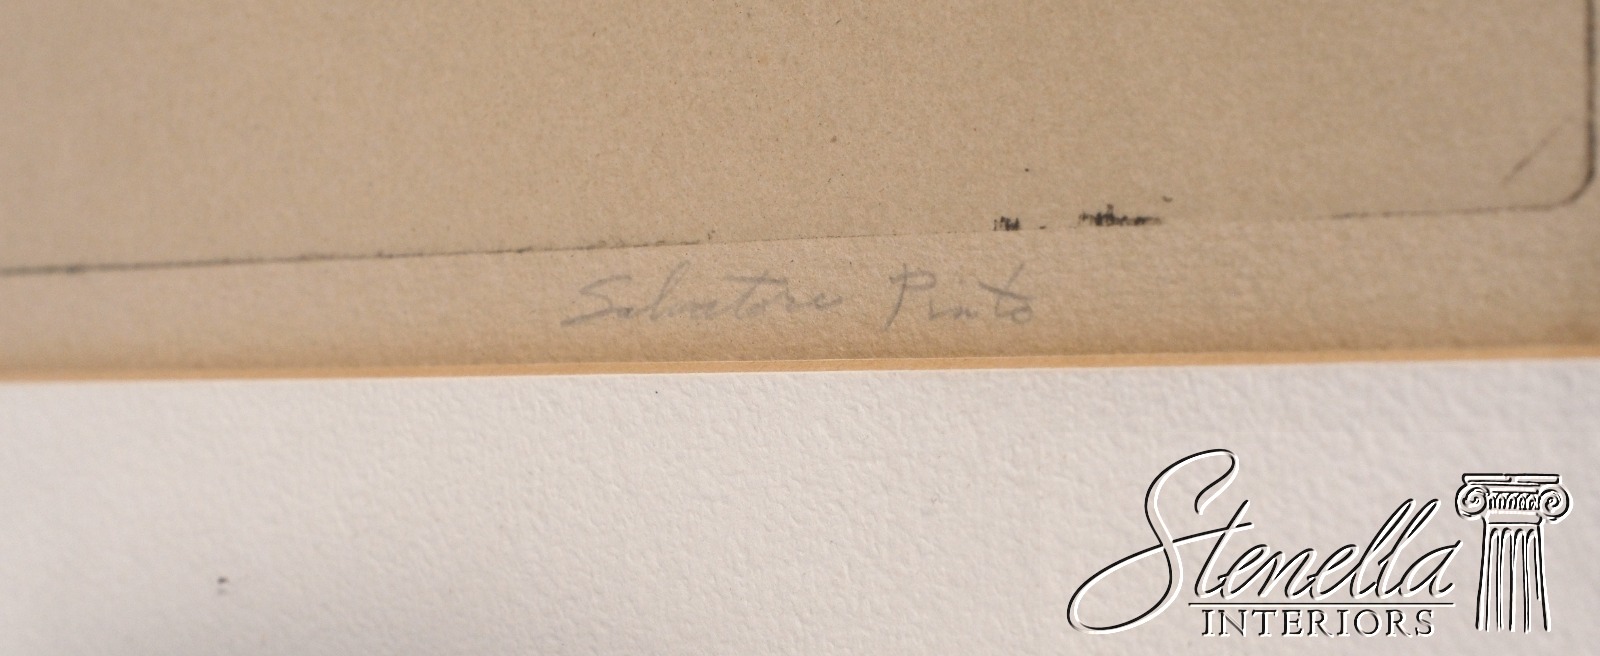 Salvatore Pinto
Stenella
INTERIORS